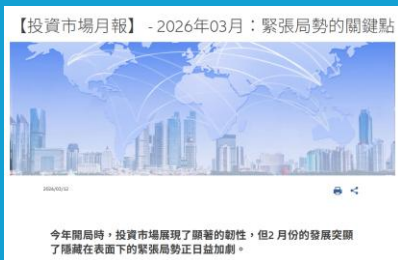 【投資市場月報】 - 2026年03月：緊張局勢的關鍵點
2026/03/12
今年開局時，投資市場展現了顯著的韌性，但2 月份的發展突顯
了隱藏在表面下的緊張局勢正日益加劇。